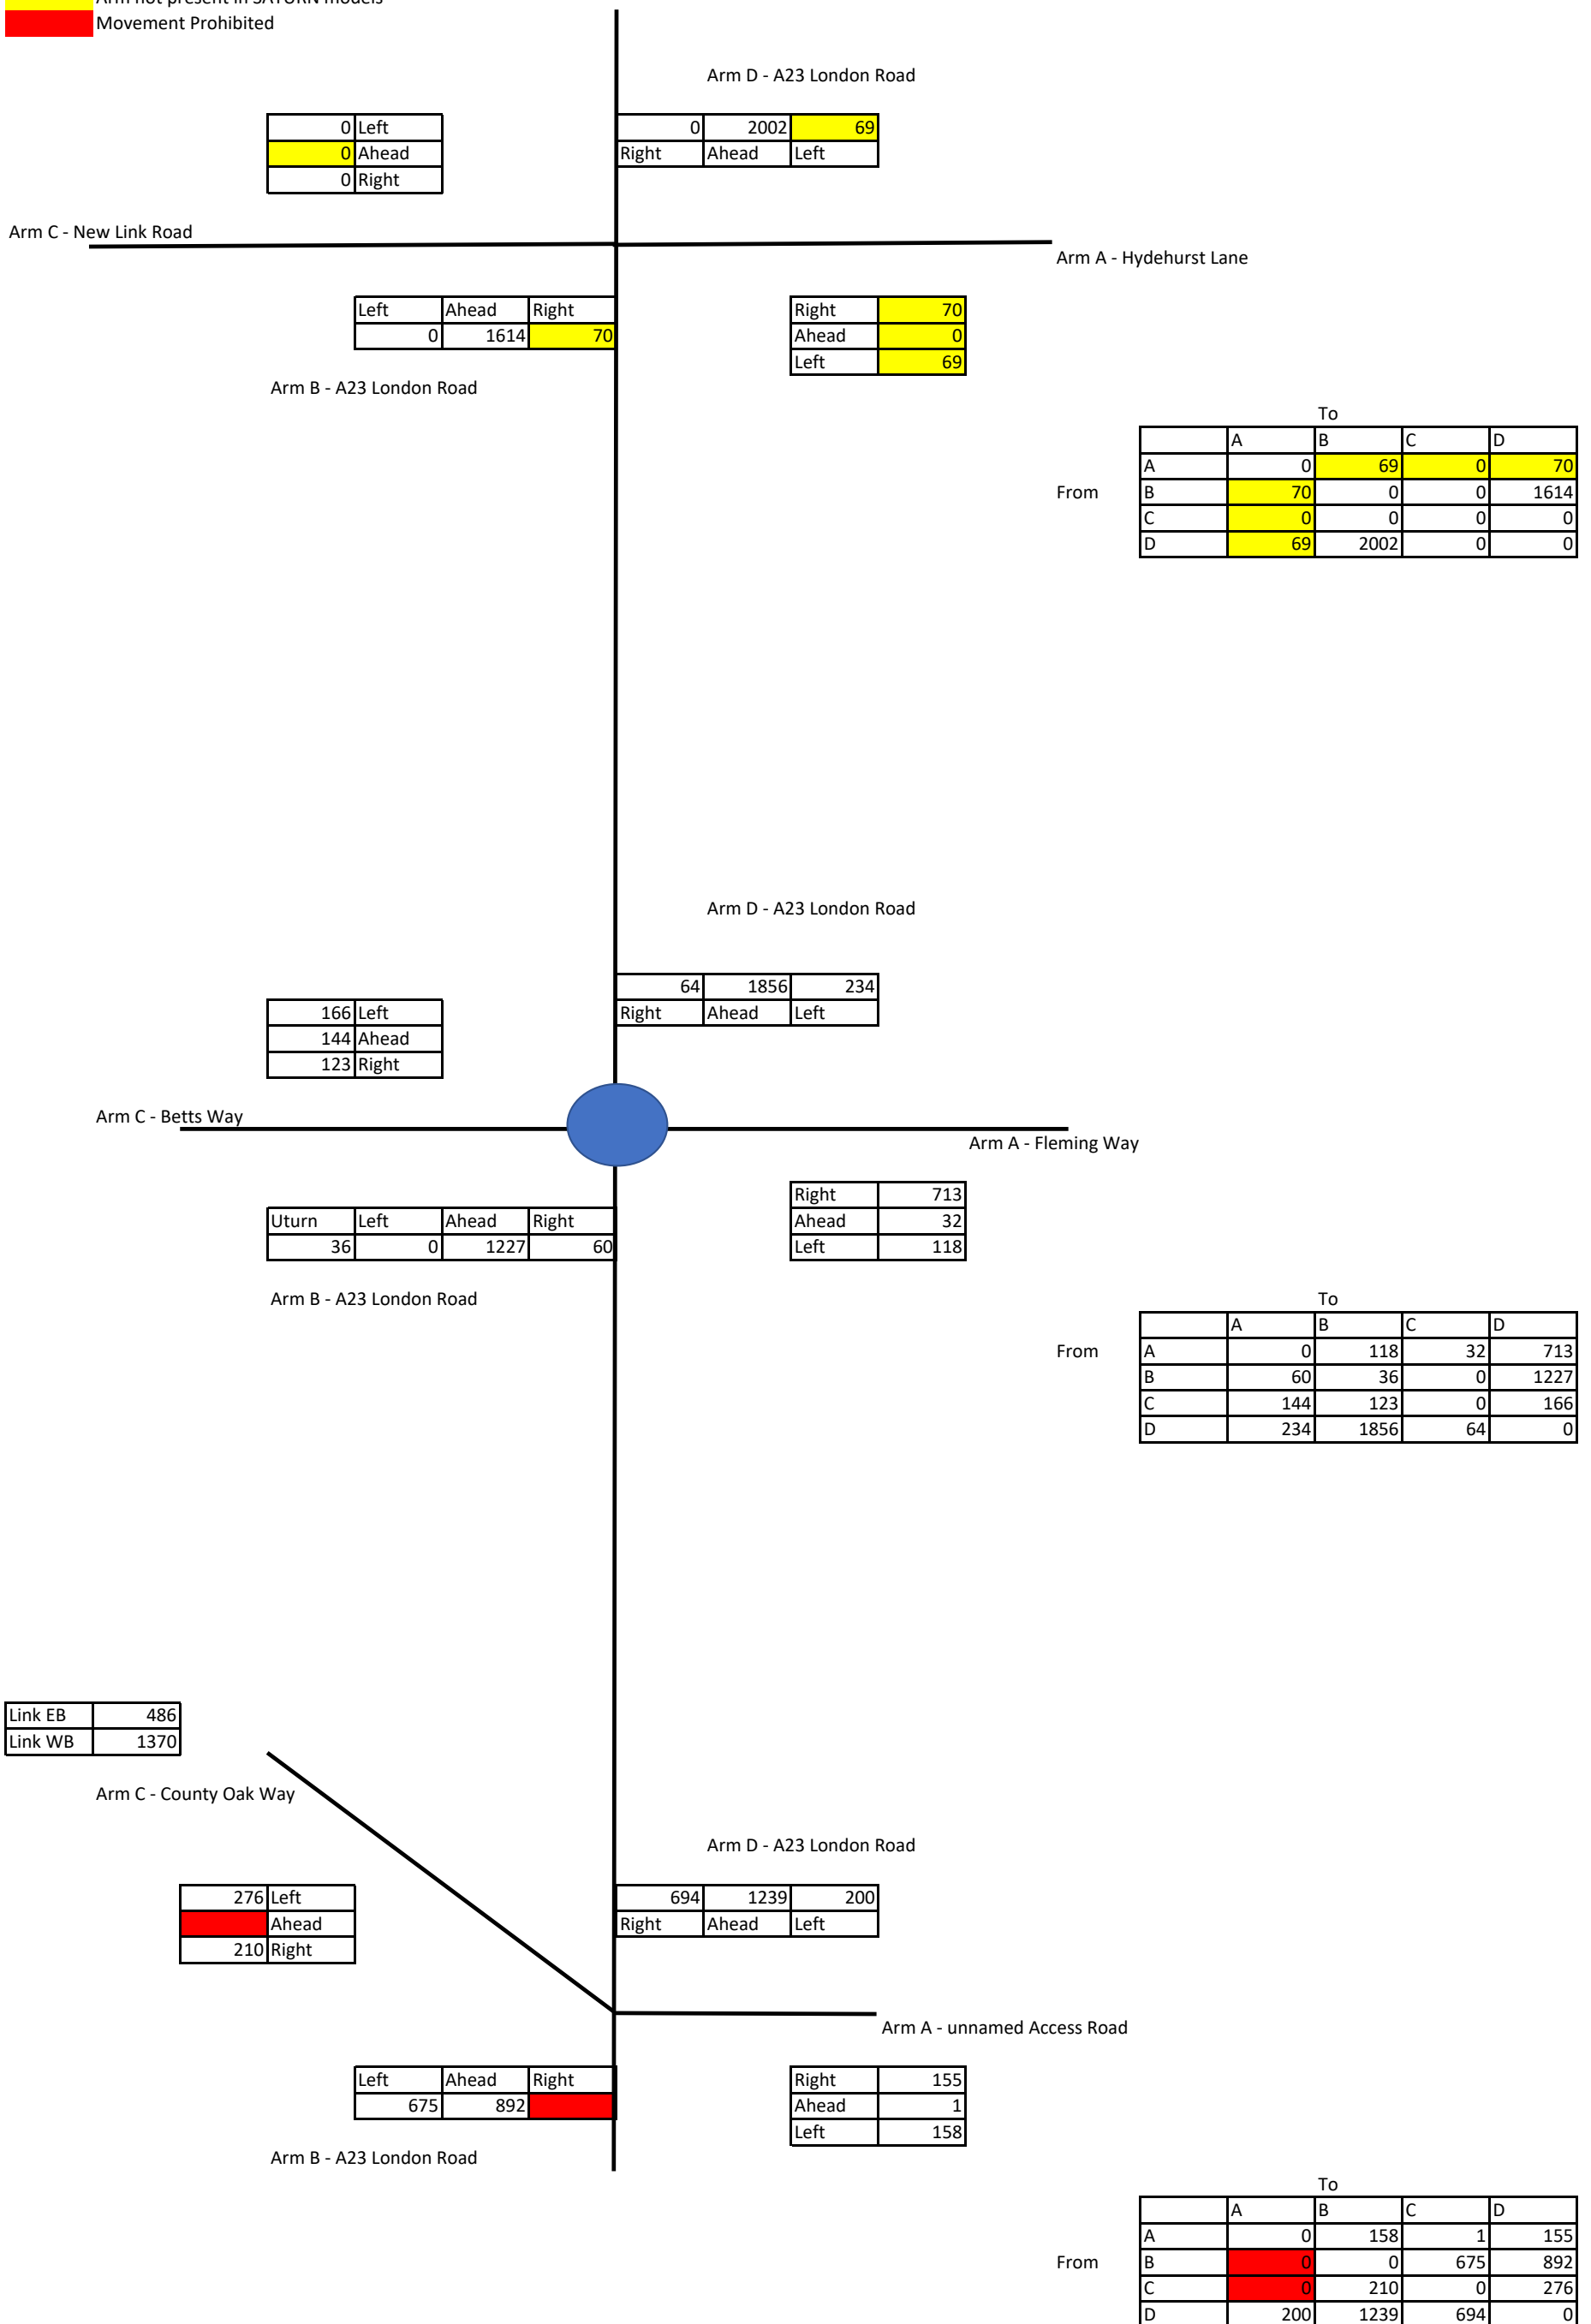 Arm not present in SATURN models
Movement Prohibited
Arm D - A23 London Road
0 Left
0 Ahead
0 Right
0 2002 69
Right Ahead Left
Arm C - New Link Road
Arm A - Hydehurst Lane
Left Ahead Right
0 1614 70
Right 70
Ahead 0
Left 69
Arm B - A23 London Road
To
A B C D
A 0 69 0 70
From B 70 0 0 1614
C 0 0 0 0
D 69 2002 0 0
Arm D - A23 London Road
64 1856 234
Right Ahead Left
166 Left
144 Ahead
123 Right
Arm C - Betts Way
Arm A - Fleming Way
Right 713
Ahead 32
Left 118
Uturn Left Ahead Right
36 0 1227 60
Arm B - A23 London Road
To
A B C D
From A 0 118 32 713
B 60 36 0 1227
C 144 123 0 166
D 234 1856 64 0
Link EB 486
Link WB 1370
Arm C - County Oak Way
Arm D - A23 London Road
276 Left
Ahead
210 Right
694 1239 200
Right Ahead Left
Arm A - unnamed Access Road
Left Ahead Right
675 892
Right 155
Ahead 1
Left 158
Arm B - A23 London Road
To
A B C D
A 0 158 1 155
From B 0 0 675 892
C 0 210 0 276
D 200 1239 694 0